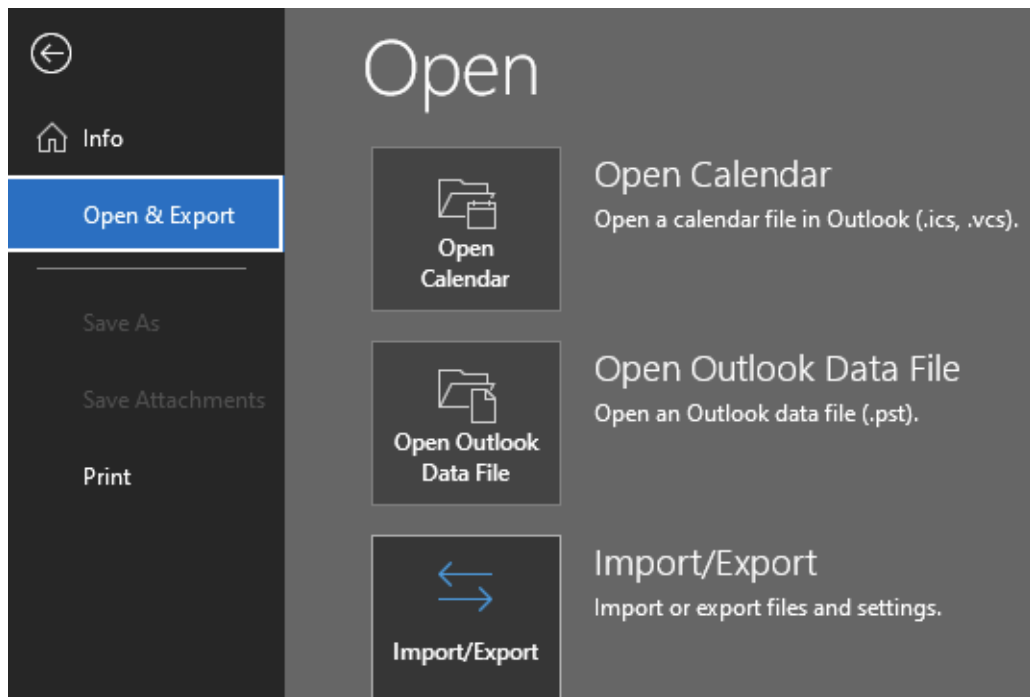 Open
Info
Open & Export
Save As
Save Attachments
Print
Open
Calendar
Open Calendar
Open a calendar file in Outlook (.ics, .vcs).
Open Outlook
Data File
Open Outlook Data File
Open an Outlook data file (.pst).
Import/Export
Import/Export
Import or export files and settings.